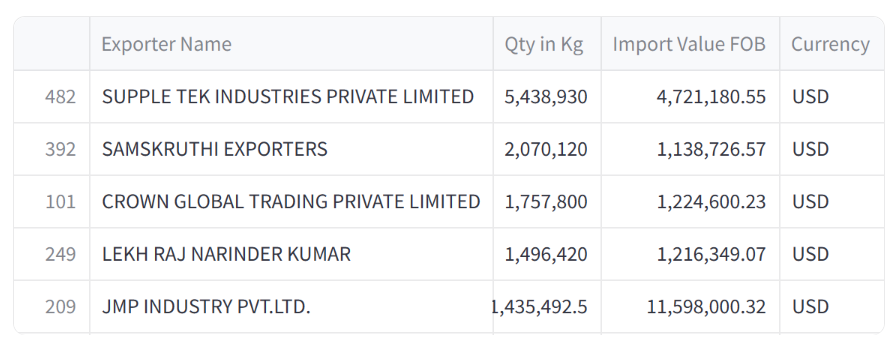 Exporter Name Qty in Kg Import Value FOB Currency
482 SUPPLE TEK INDUSTRIES PRIVATE LIMITED 5,438,930 4,721,180.55 USD
392 SAMSKRUTHI EXPORTERS 2,070,120 1,138,726.57 USD
101 CROWN GLOBAL TRADING PRIVATE LIMITED 1,757,800 1,224,600.23 USD
249 LEKH RAJ NARINDER KUMAR 1,496,420 1,216,349.07 USD
209 JMP INDUSTRY PVT.LTD. 1,435,492.5 11,598,000.32 USD